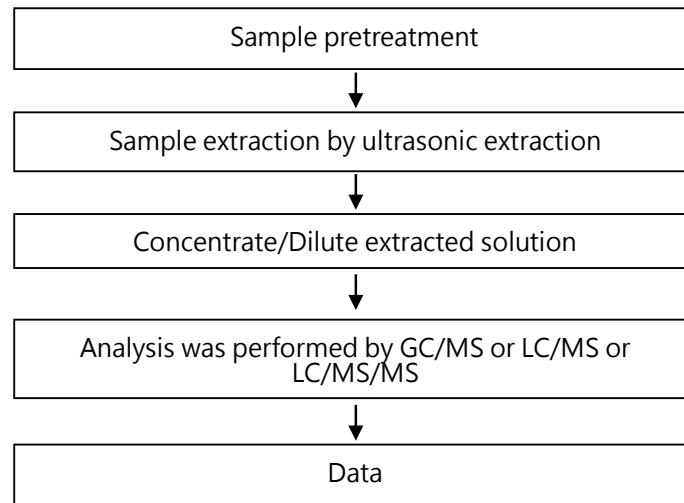 Sample pretreatment
Sample extraction by ultrasonic extraction
Concentrate/Dilute extracted solution
Analysis was performed by GC/MS or LC/MS or
LC/MS/MS
Data